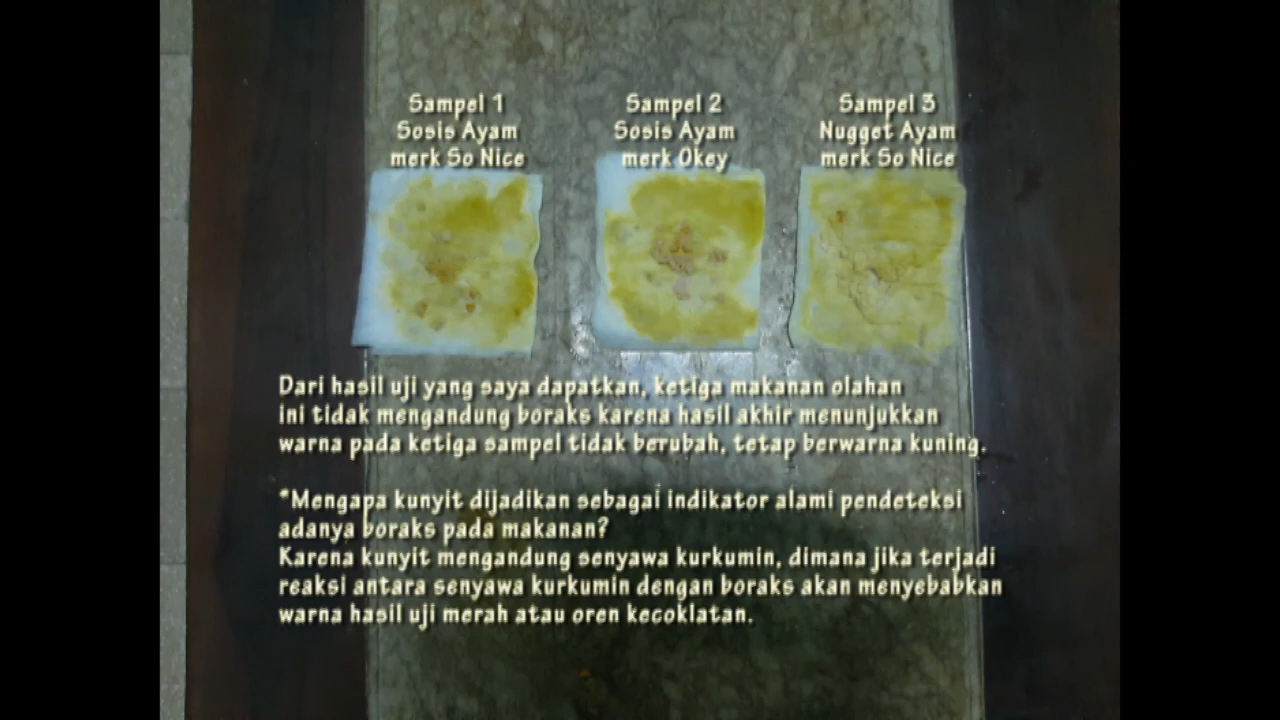 Sampel 1
Sosis Ayam
merk So Nice
Sampel 2
Sosis Ayam
merk Okey
Sampel 3
Nugget Ayam
merk So Nice
Dari hasil uji yang saya dapatkan, ketiga makanan olahan
ini tidak mengandung boraks karena hasil akhir menunjukkan
warna pada ketiga sampel tidak berubah, tetap berwarna kuning.
*Mengapa kunyit dijadikan sebagai indikator alami pendeteksi
adanya boraks pada makanan?
Karena kunyit mengandung senyawa kurkumin, dimana jika terjadi
reaksi antara senyawa kurkumin dengan boraks akan menyebabkan
warna hasil uji merah atau oren kecoklatan.